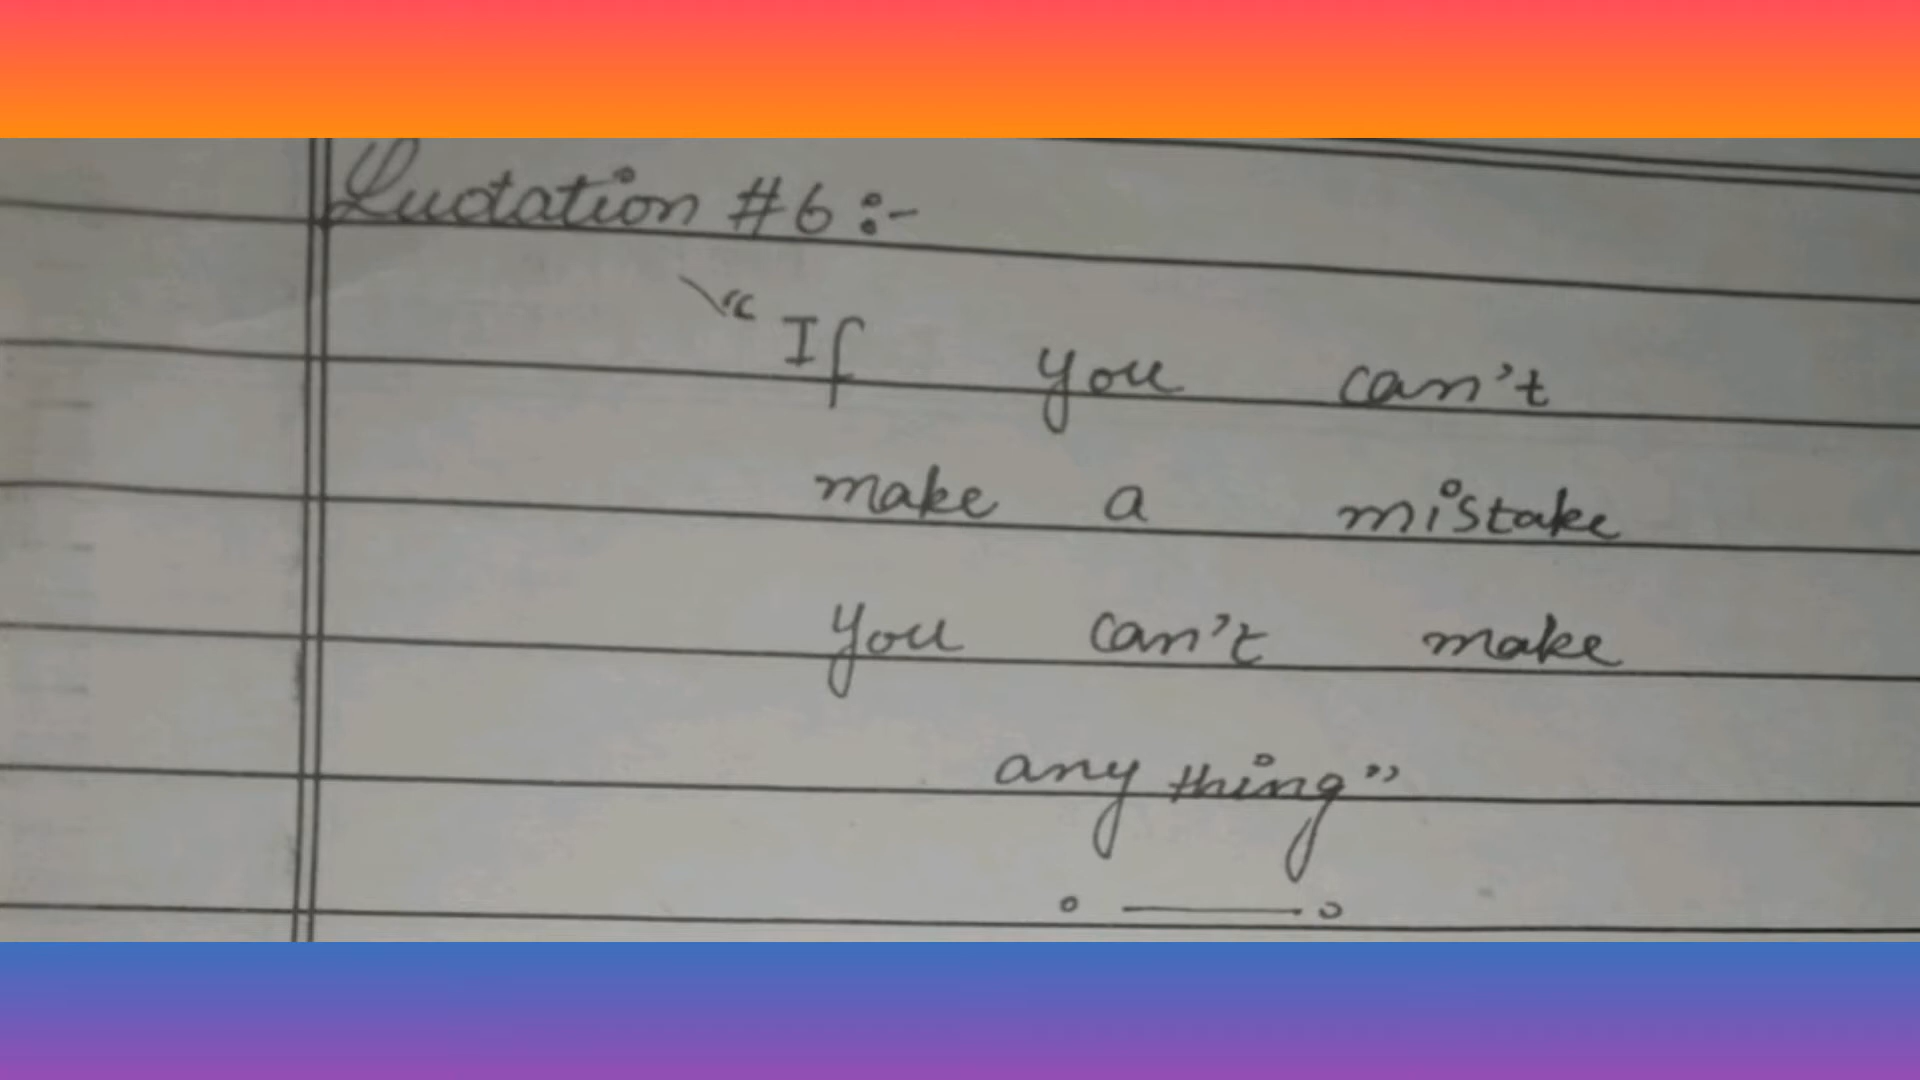 Quotation #6:-
"If you can't
make a mistake
you can't make
any thing"